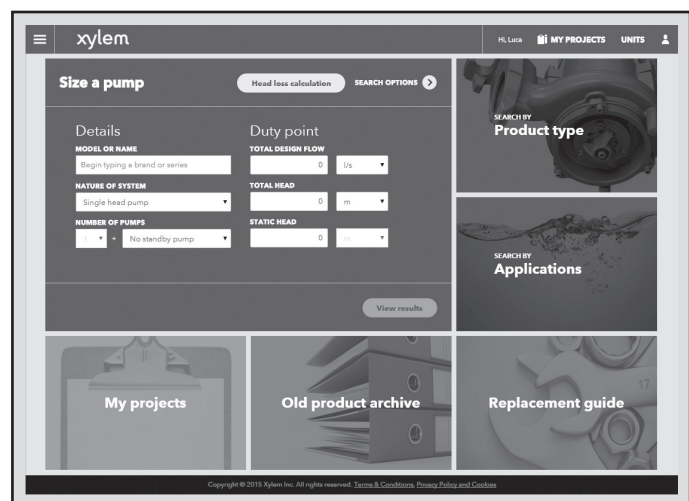 xylem
Hi, Luca
MY PROJECTS
UNITS
Size a pump
Head loss calculation
SEARCH OPTIONS
Details
MODEL OR NAME
Begin typing a brand or series
NATURE OF SYSTEM
Single head pump
NUMBER OF PUMPS
1 + No standby pump
Duty point
TOTAL DESIGN FLOW
0 l/s
TOTAL HEAD
0 m
STATIC HEAD
0 m
View results
SEARCH BY
Product type
SEARCH BY
Applications
My projects
Old product archive
Replacement guide
17
Copyright © 2015 Xylem Inc. All rights reserved. Terms & Conditions, Privacy Policy and Cookies